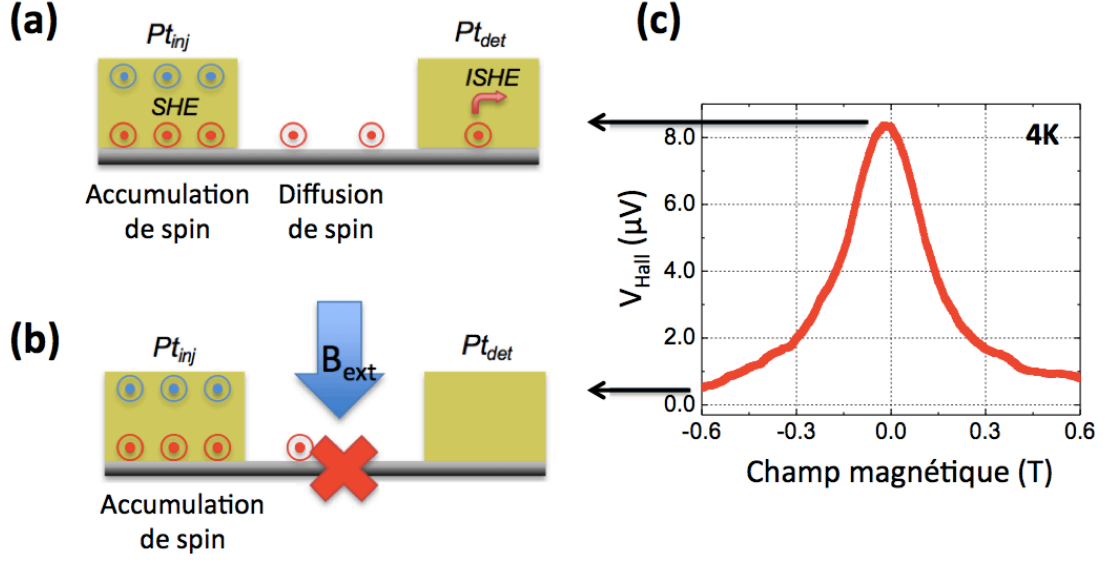 (a)
Pt_inj
Pt_det
SHE
ISHE
Accumulation
de spin
Diffusion
de spin
(b)
Pt_inj
B_ext
Pt_det
Accumulation
de spin
(c)
4K
V_Hall (µV)
8.0
6.0
4.0
2.0
0.0
-0.6
-0.3
0.0
0.3
0.6
Champ magnétique (T)